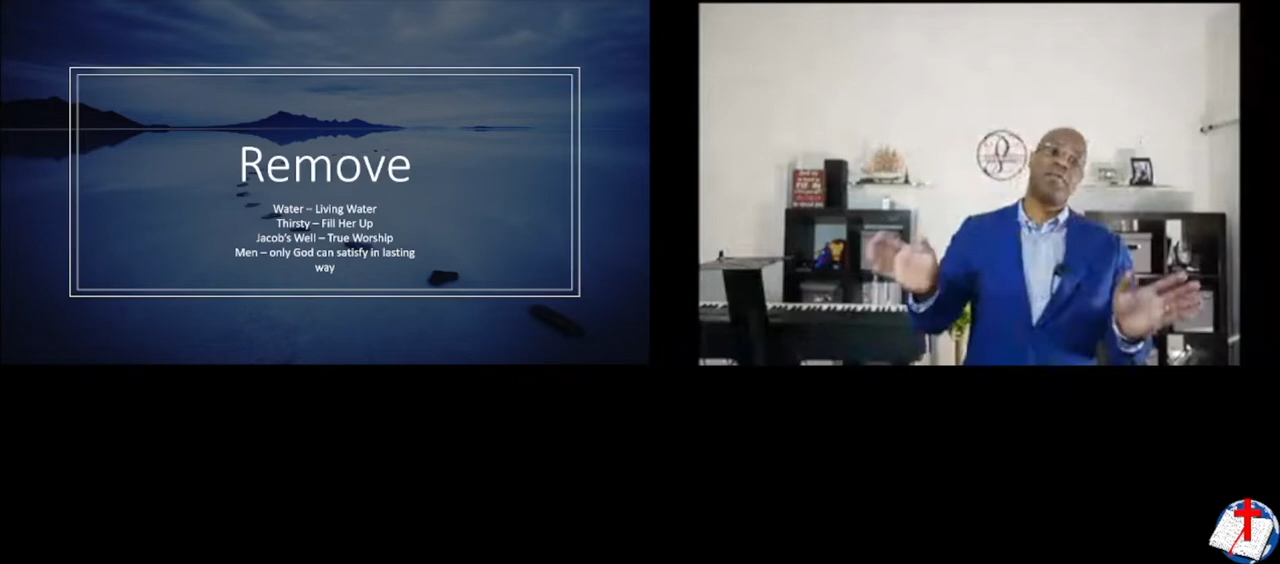 Remove
Water – Living Water
Thirsty – Fill Her Up
Jacob's Well – True Worship
Men – only God can satisfy in lasting
way